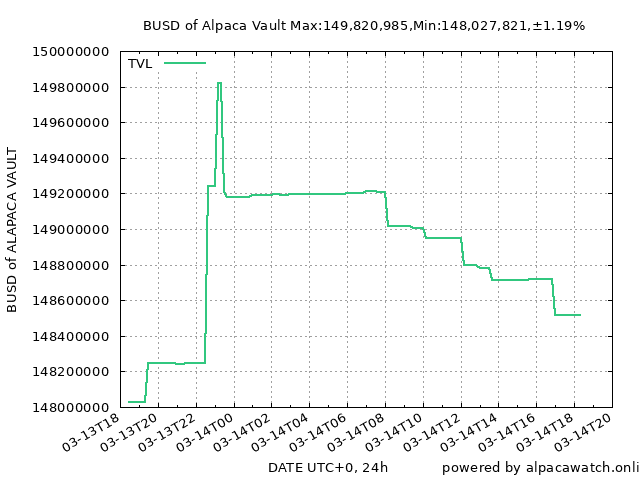 BUSD of Alpaca Vault Max:149,820,985,Min:148,027,821,±1.19%
TVL
150000000
149800000
149600000
149400000
149200000
149000000
148800000
148600000
148400000
148200000
148000000
BUSD of ALAPACA VAULT
03-13T18
03-13T20
03-13T22
03-14T00
03-14T02
03-14T04
03-14T06
03-14T08
03-14T10
03-14T12
03-14T14
03-14T16
03-14T18
03-14T20
DATE UTC+0, 24h
powered by alpacawatch.onli